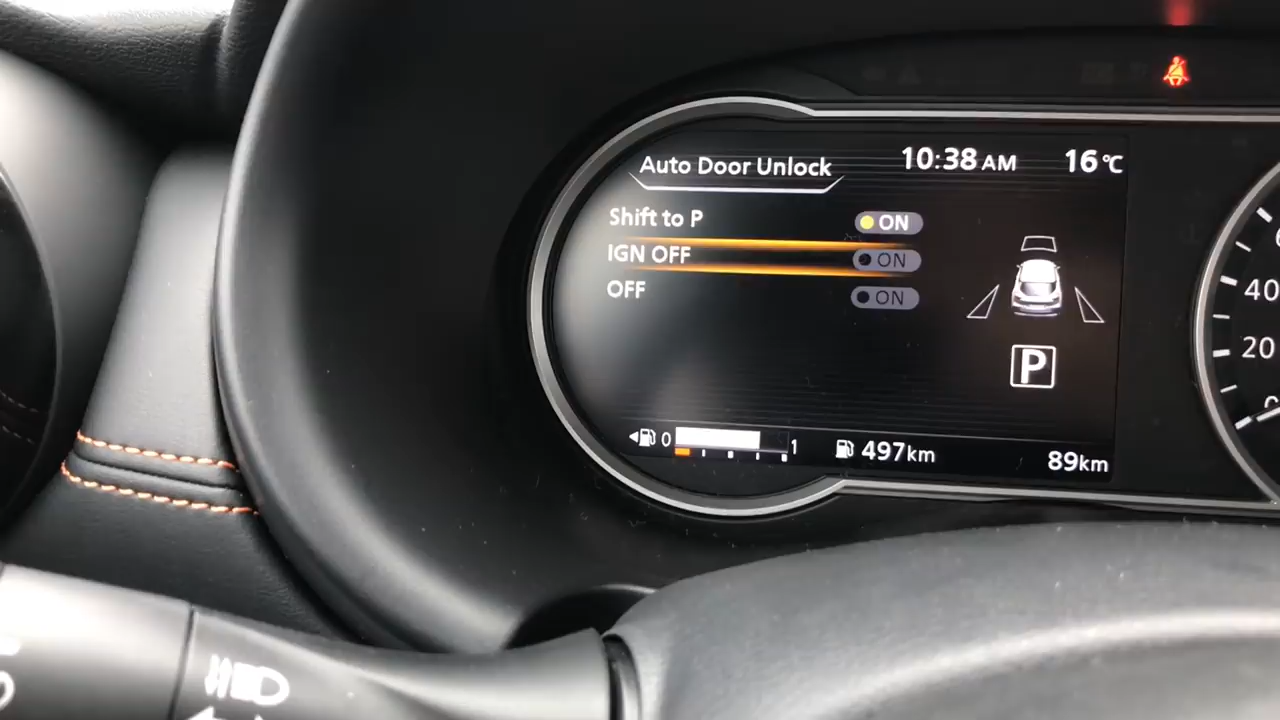 Auto Door Unlock
10:38 AM
16°C
Shift to P
ON
IGN OFF
ON
OFF
ON
P
0
1
497km
89km
40
20
0